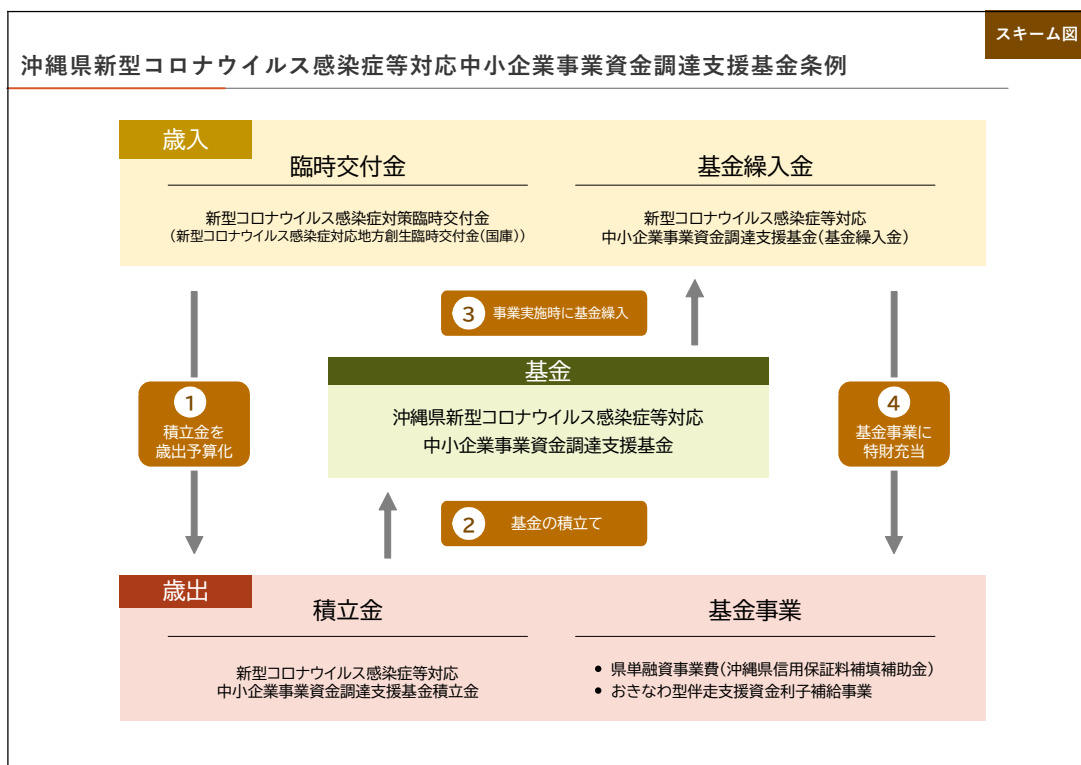 スキーム図
沖縄県新型コロナウイルス感染症等対応中小企業事業資金調達支援基金条例
歳入
臨時交付金
新型コロナウイルス感染症対策臨時交付金
(新型コロナウイルス感染症対応地方創生臨時交付金(国庫))
基金繰入金
新型コロナウイルス感染症等対応
中小企業事業資金調達支援基金(基金繰入金)
3 事業実施時に基金繰入
基金
沖縄県新型コロナウイルス感染症等対応
中小企業事業資金調達支援基金
1
積立金を
歳出予算化
4
基金事業に
特財充当
2 基金の積立て
歳出
積立金
新型コロナウイルス感染症等対応
中小企業事業資金調達支援基金積立金
基金事業
• 県単融資事業費(沖縄県信用保証料補填補助金)
• おきなわ型伴走支援資金利子補給事業